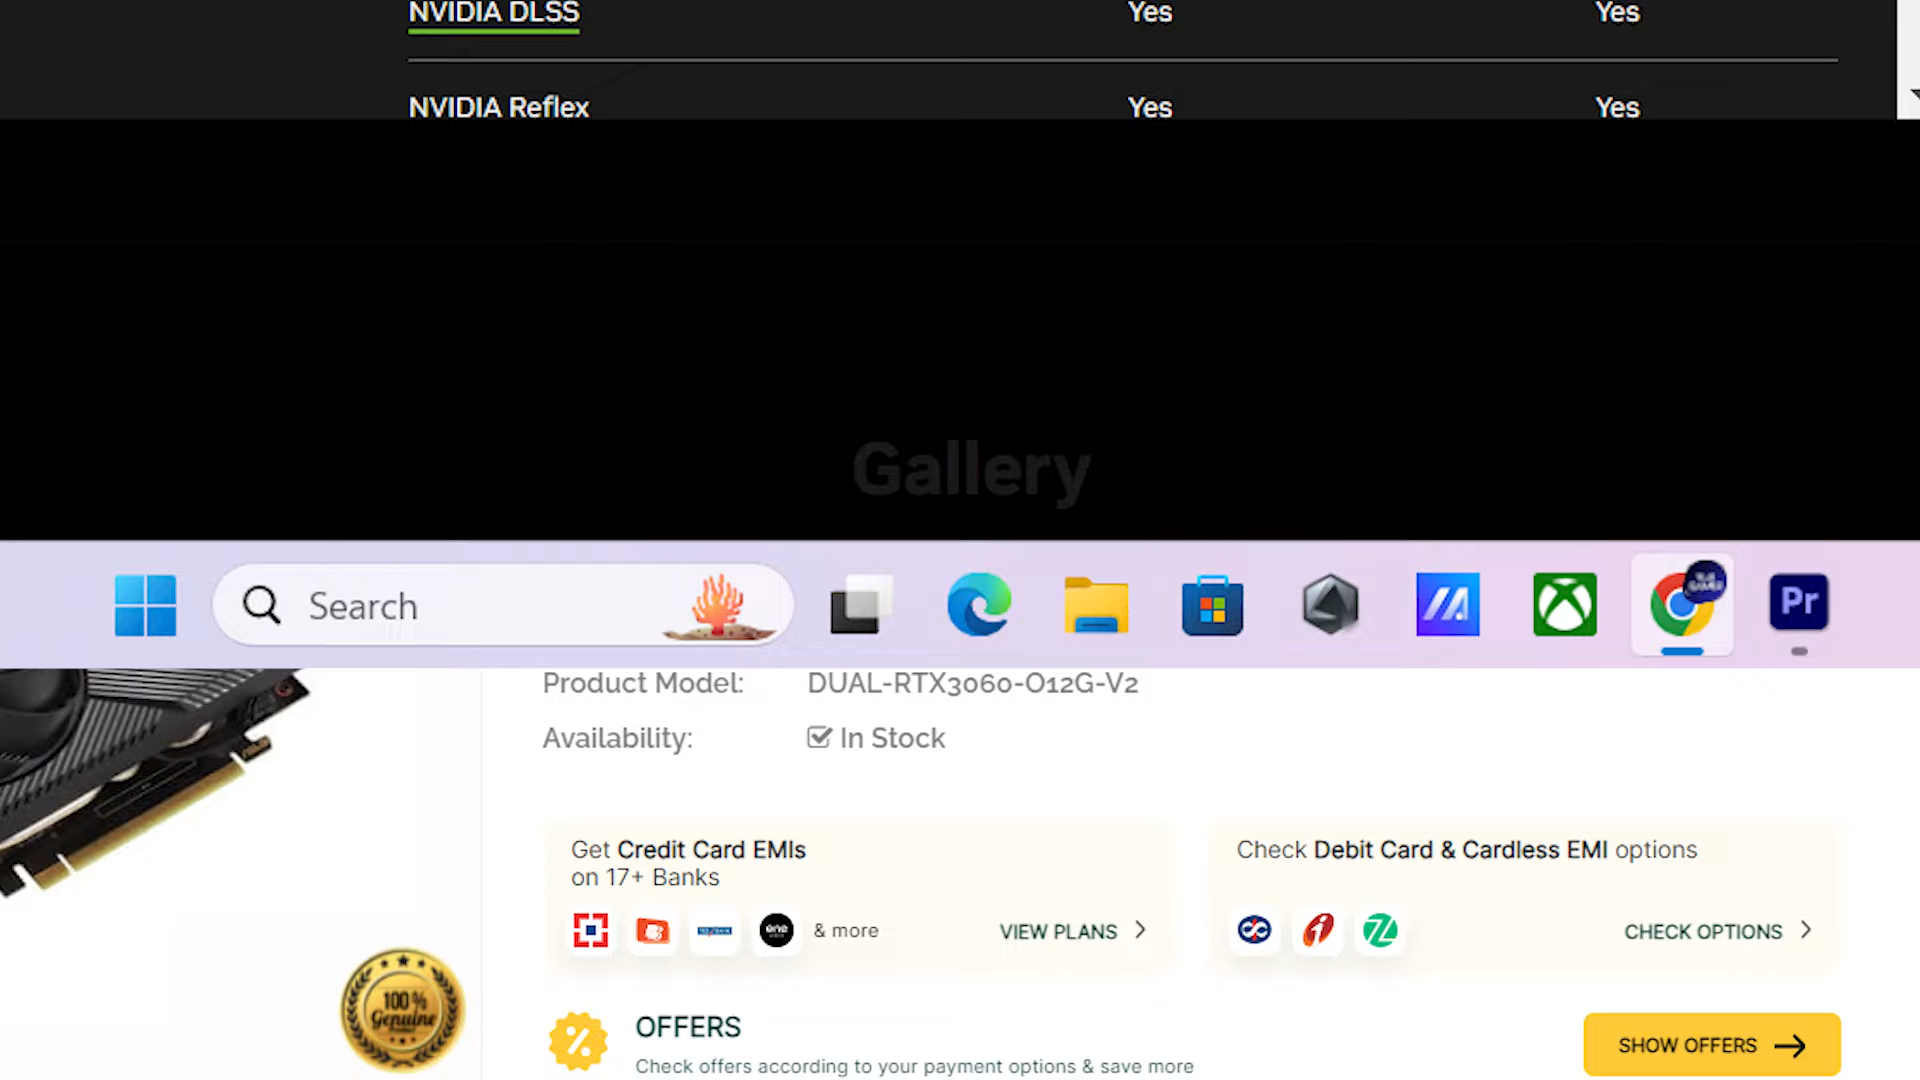 NVIDIA DLSS Yes Yes
NVIDIA Reflex Yes Yes
Gallery
Search
Pr
Product Model: DUAL-RTX3060-O12G-V2
Availability: In Stock
Get Credit Card EMIs
on 17+ Banks
one
& more
VIEW PLANS
Check Debit Card & Cardless EMI options
CHECK OPTIONS
100%
Genuine
OFFERS
Check offers according to your payment options & save more
SHOW OFFERS